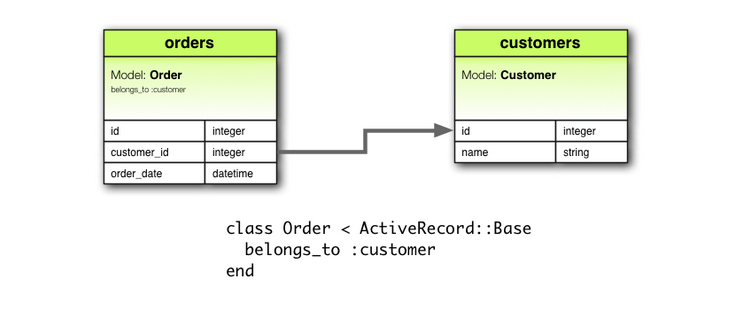 orders
Model: Order
belongs_to :customer
id integer
customer_id integer
order_date datetime
customers
Model: Customer
id integer
name string
class Order < ActiveRecord::Base
  belongs_to :customer
end